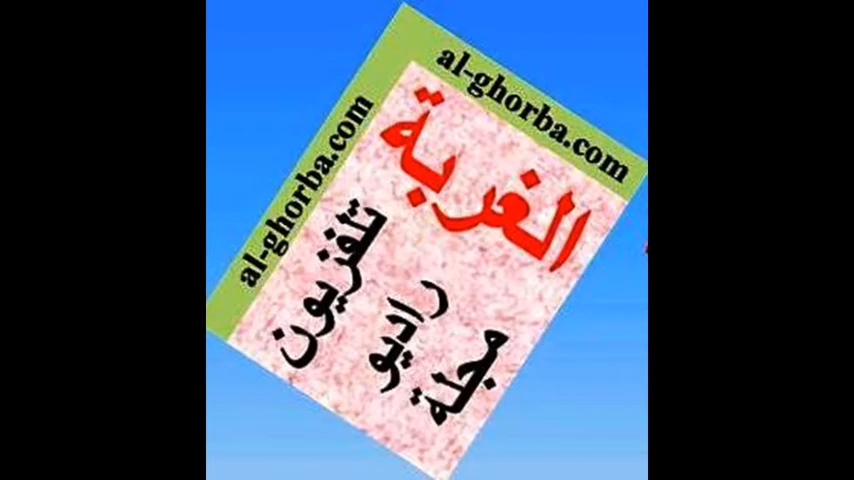 al-ghorba.com
al-ghorba.com
الغربة
تلفزيون
راديو
مجلة